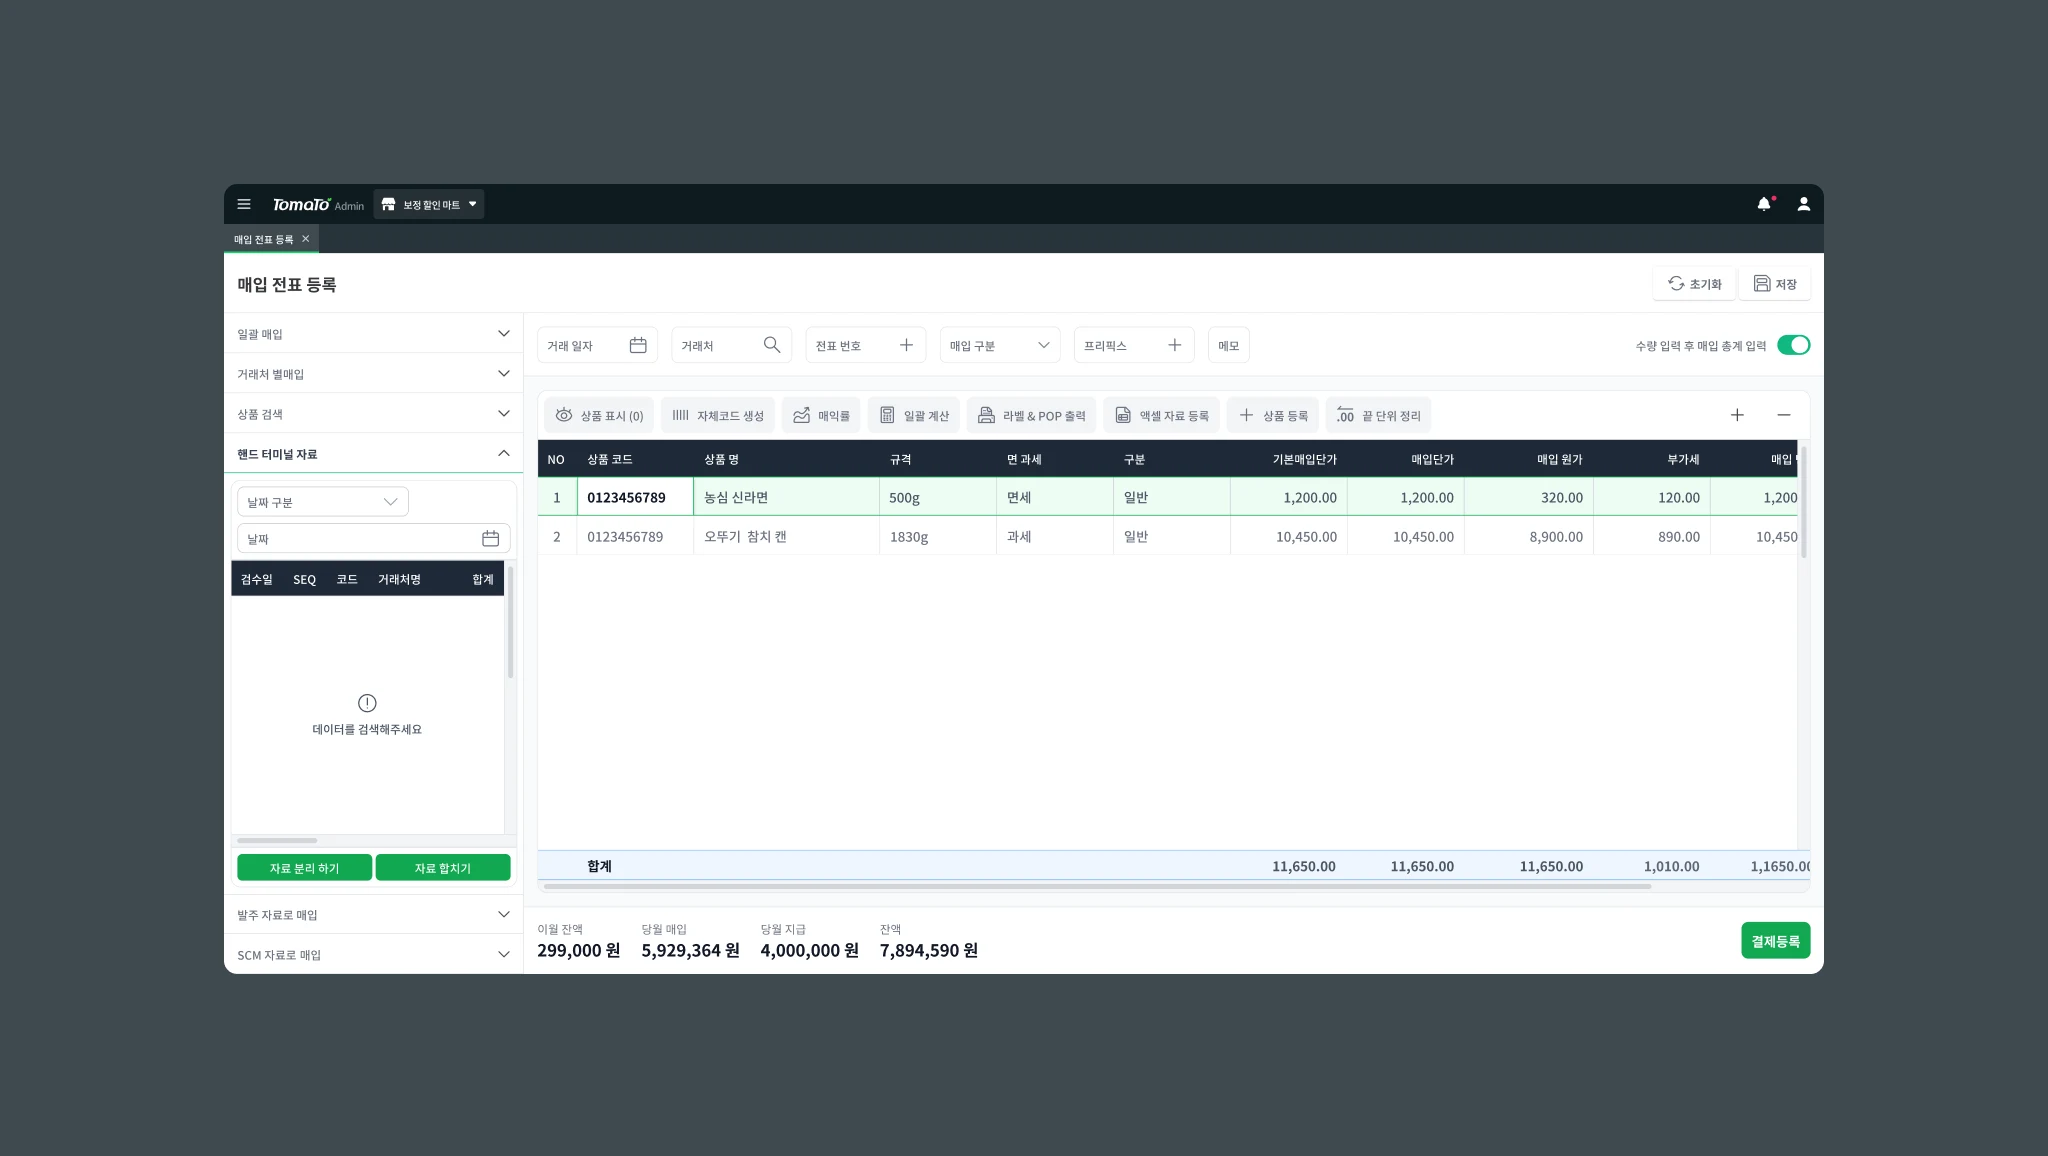 TomaTo Admin 보정 할인 마트
매입 전표 등록
매입 전표 등록
초기화 저장
일괄 매입
거래처 별매입
상품 검색
핸드 터미널 자료
날짜 구분
날짜
검수일 SEQ 코드 거래처명 합계
데이터를 검색해주세요
자료 분리 하기 자료 합치기
발주 자료로 매입
SCM 자료로 매입
거래 일자 거래처 전표 번호 매입 구분 프리픽스 메모 수량 입력 후 매입 총계 입력
상품 표시 (0) 자체코드 생성 매익률 일괄 계산 라벨 & POP 출력 액셀 자료 등록 상품 등록 .00 끝 단위 정리
NO 상품 코드 상품 명 규격 면 과세 구분 기본매입단가 매입단가 매입 원가 부가세 매입
1 0123456789 농심 신라면 500g 면세 일반 1,200.00 1,200.00 320.00 120.00 1,200
2 0123456789 오뚜기 참치 캔 1830g 과세 일반 10,450.00 10,450.00 8,900.00 890.00 10,450
합계 11,650.00 11,650.00 11,650.00 1,010.00 1,1650.00
이월 잔액 당월 매입 당월 지급 잔액
299,000 원 5,929,364 원 4,000,000 원 7,894,590 원
결제등록